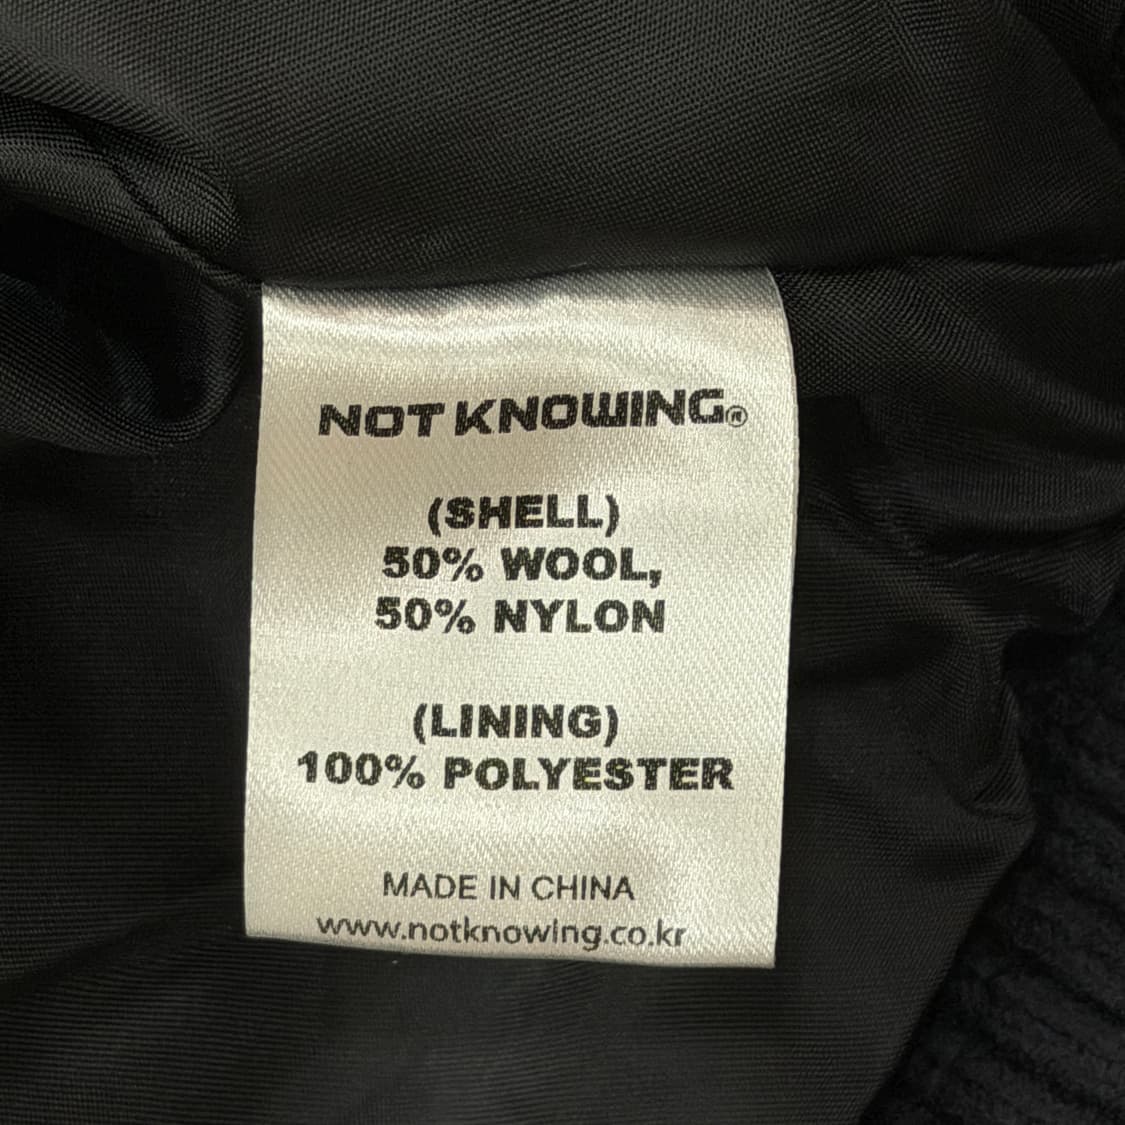 NOT KNOWING®
(SHELL)
50% WOOL,
50% NYLON
(LINING)
100% POLYESTER
MADE IN CHINA
www.notknowing.co.kr